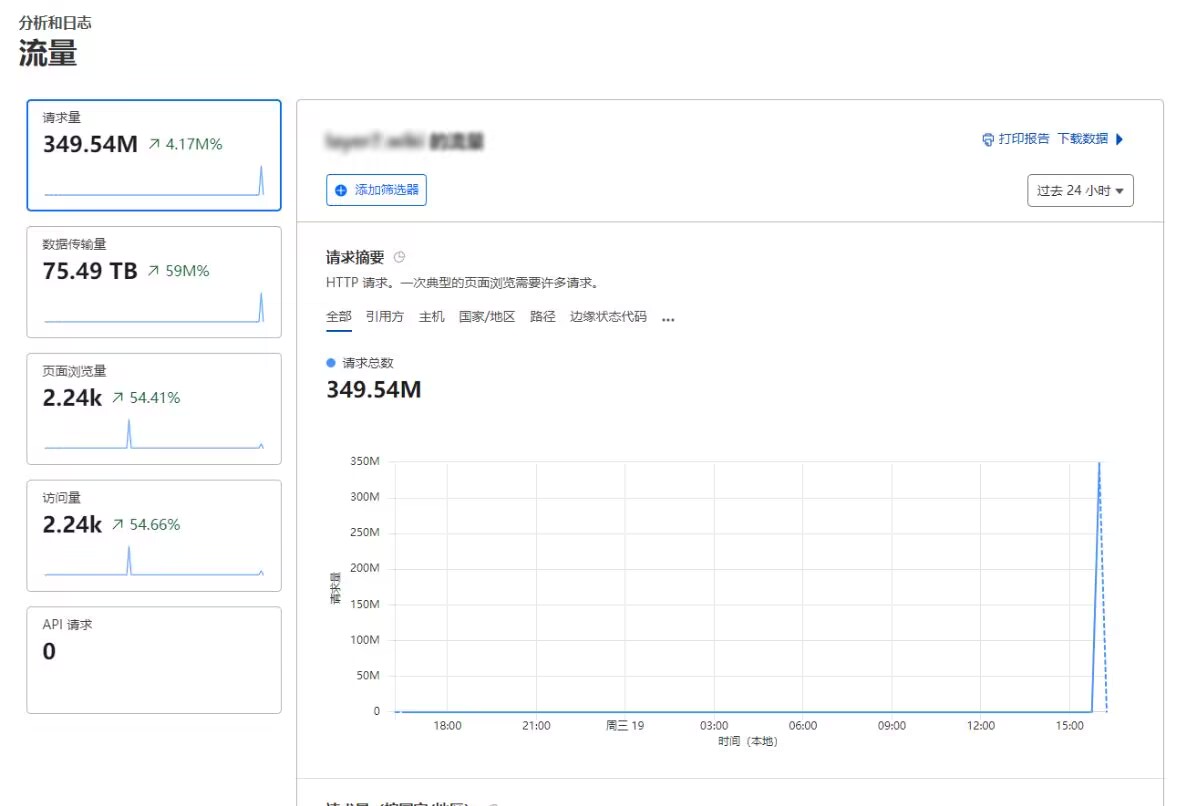 分析和日志
流量
请求量
349.54M 4.17M%
数据传输量
75.49 TB 59M%
页面浏览量
2.24k 54.41%
访问量
2.24k 54.66%
API 请求
0
的流量
打印报告 下载数据
添加筛选器
过去 24 小时
请求摘要
HTTP 请求。一次典型的页面浏览需要许多请求。
全部 引用方 主机 国家/地区 路径 边缘状态代码 ...
请求总数
349.54M
350M
300M
250M
200M
150M
100M
50M
0
请求量
18:00 21:00 周三 19 03:00 06:00 09:00 12:00 15:00
时间（本地）